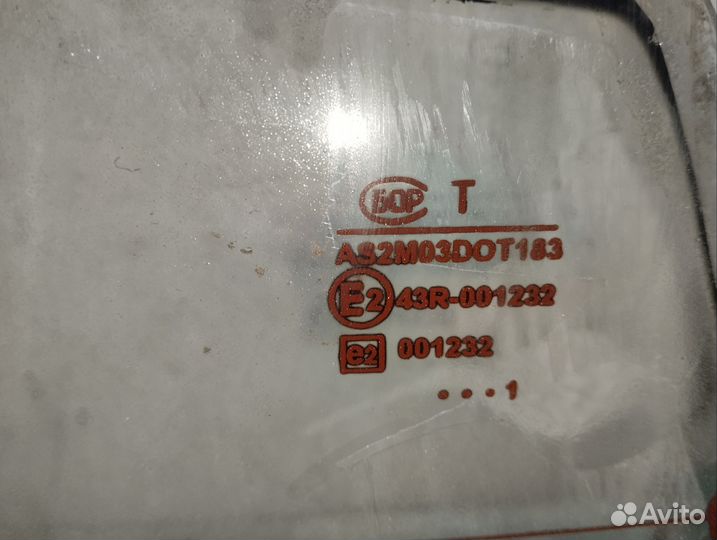 БОР T
AS2M03DOT183
E2 43R-001232
e2 001232
...1
Avito